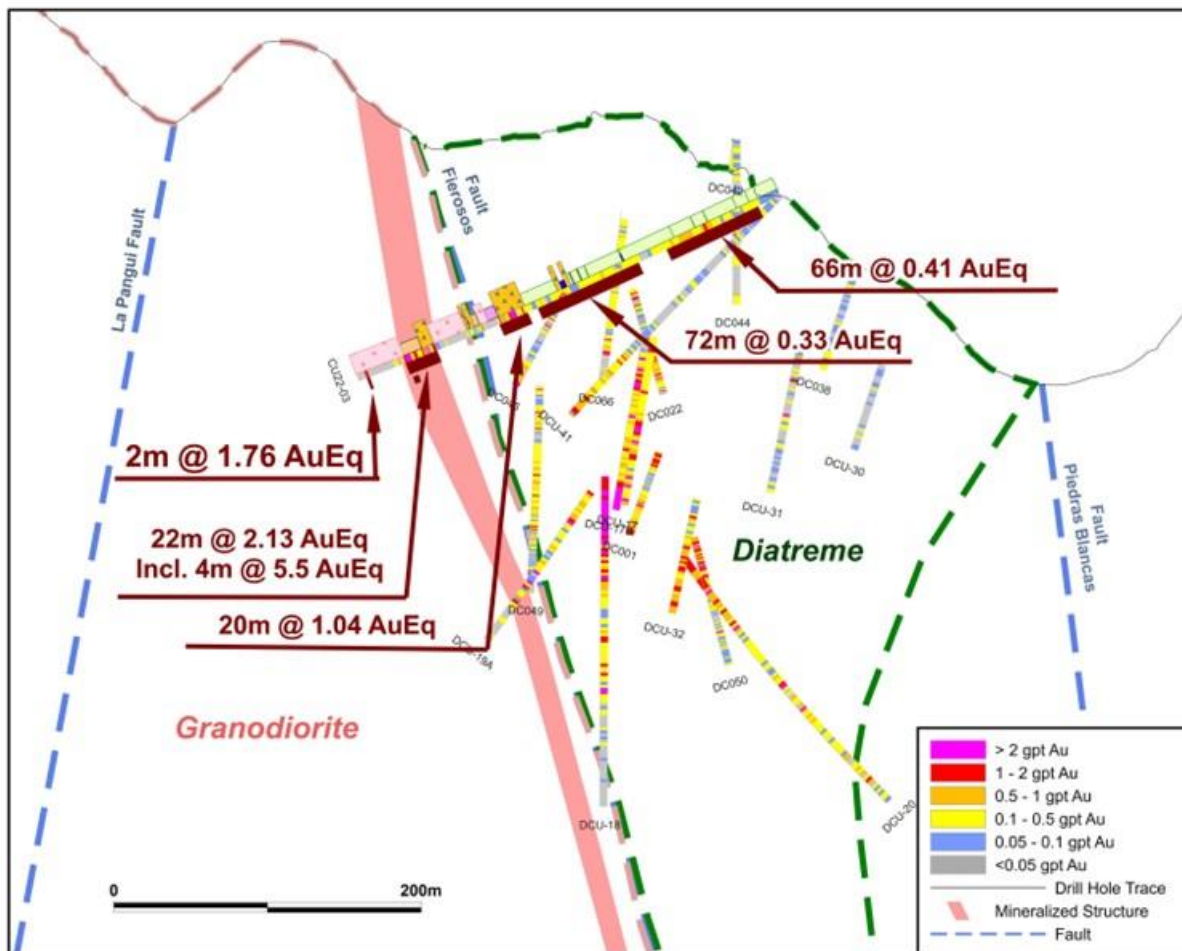 La Pangui Fault
Fault
Fierosos
DC042
66m @ 0.41 AuEq
DC044
72m @ 0.33 AuEq
CU22-03
DC038
DC066
DC022
DCU-41
DCU-30
2m @ 1.76 AuEq
DCU-31
DCU-17
DC001
Fault
Piedras Blancas
Diatreme
22m @ 2.13 AuEq
Incl. 4m @ 5.5 AuEq
DC049
20m @ 1.04 AuEq
DCU-32
DC050
Granodiorite
DCU-18
DCU-20
> 2 gpt Au
1 - 2 gpt Au
0.5 - 1 gpt Au
0.1 - 0.5 gpt Au
0.05 - 0.1 gpt Au
<0.05 gpt Au
Drill Hole Trace
Mineralized Structure
Fault
0 200m